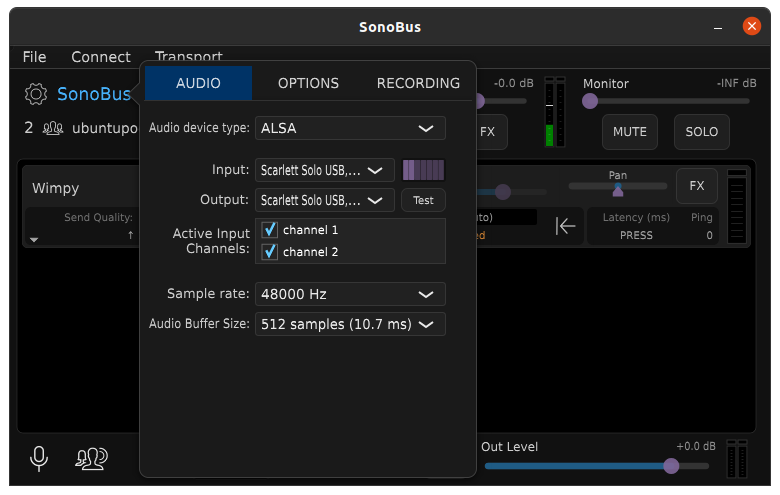 SonoBus
File Connect Transport
AUDIO OPTIONS RECORDING
-0.0 dB Monitor -INF dB
SonoBus
Audio device type: ALSA
2 ubuntupo
FX MUTE SOLO
Input: Scarlett Solo USB,...
Output: Scarlett Solo USB,... Test
Wimpy
Pan
FX
Send Quality:
Latency (ms) Ping
PRESS 0
Active Input
Channels:
channel 1
channel 2
Sample rate: 48000 Hz
Audio Buffer Size: 512 samples (10.7 ms)
Out Level +0.0 dB